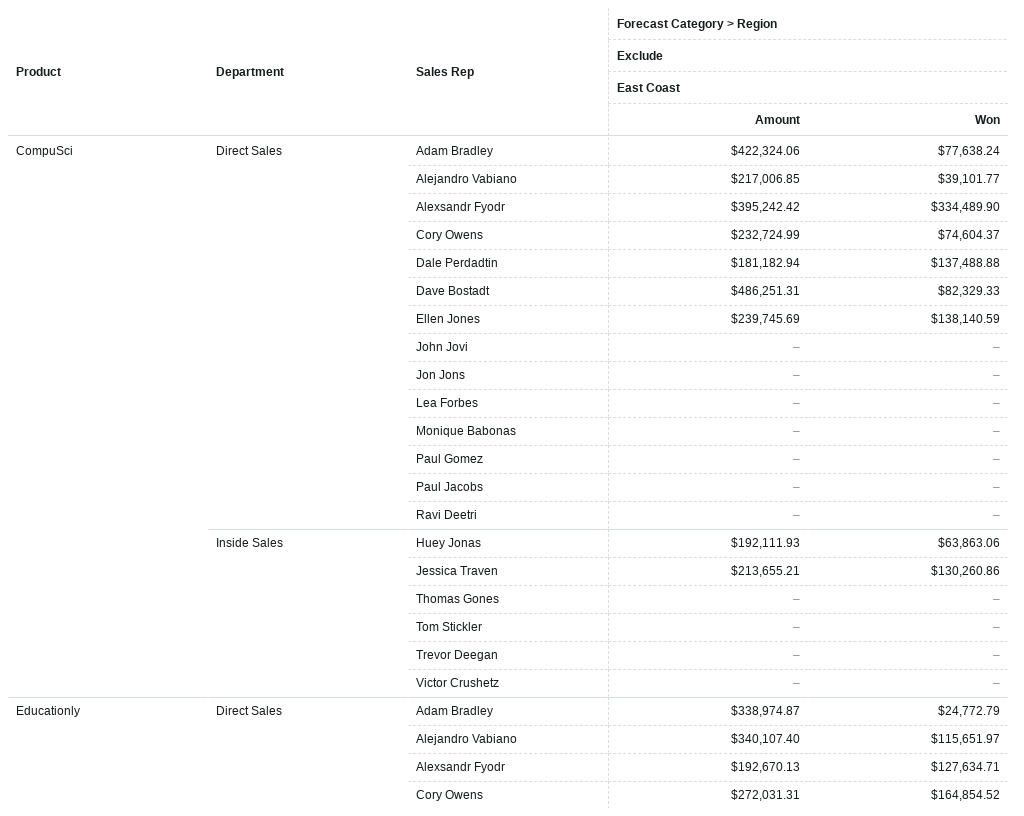 Forecast Category > Region
Exclude
East Coast
Product Department Sales Rep
Amount Won
CompuSci Direct Sales Adam Bradley $422,324.06 $77,638.24
Alejandro Vabiano $217,006.85 $39,101.77
Alexsandr Fyodr $395,242.42 $334,489.90
Cory Owens $232,724.99 $74,604.37
Dale Perdadtin $181,182.94 $137,488.88
Dave Bostadt $486,251.31 $82,329.33
Ellen Jones $239,745.69 $138,140.59
John Jovi – –
Jon Jons – –
Lea Forbes – –
Monique Babonas – –
Paul Gomez – –
Paul Jacobs – –
Ravi Deetri – –
Inside Sales Huey Jonas $192,111.93 $63,863.06
Jessica Traven $213,655.21 $130,260.86
Thomas Gones – –
Tom Stickler – –
Trevor Deegan – –
Victor Crushetz – –
Educationly Direct Sales Adam Bradley $338,974.87 $24,772.79
Alejandro Vabiano $340,107.40 $115,651.97
Alexsandr Fyodr $192,670.13 $127,634.71
Cory Owens $272,031.31 $164,854.52